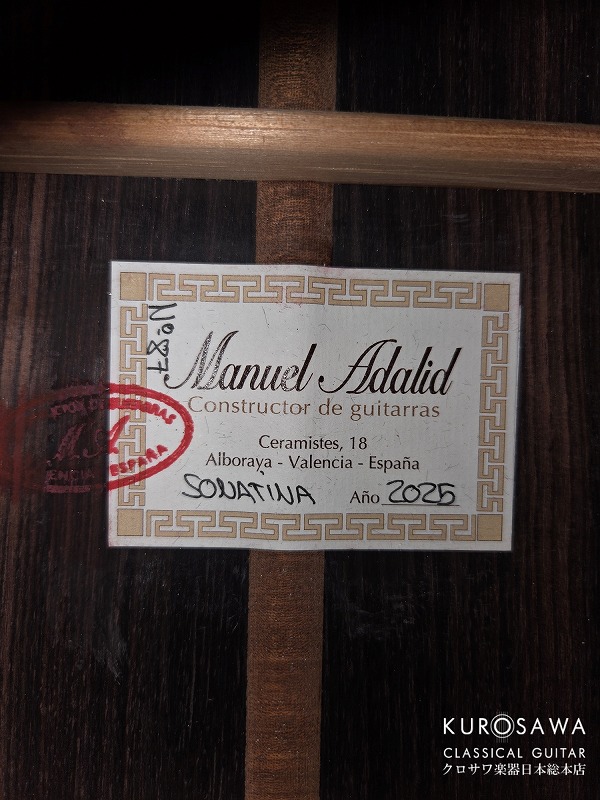 No. 87
Manuel Adalid
Constructor de guitarras
Ceramistes, 18
Alboraya - Valencia - España
SONATINA Año 2025
M.A
ESPAÑA
KUROSAWA
CLASSICAL GUITAR
クロサワ楽器日本総本店